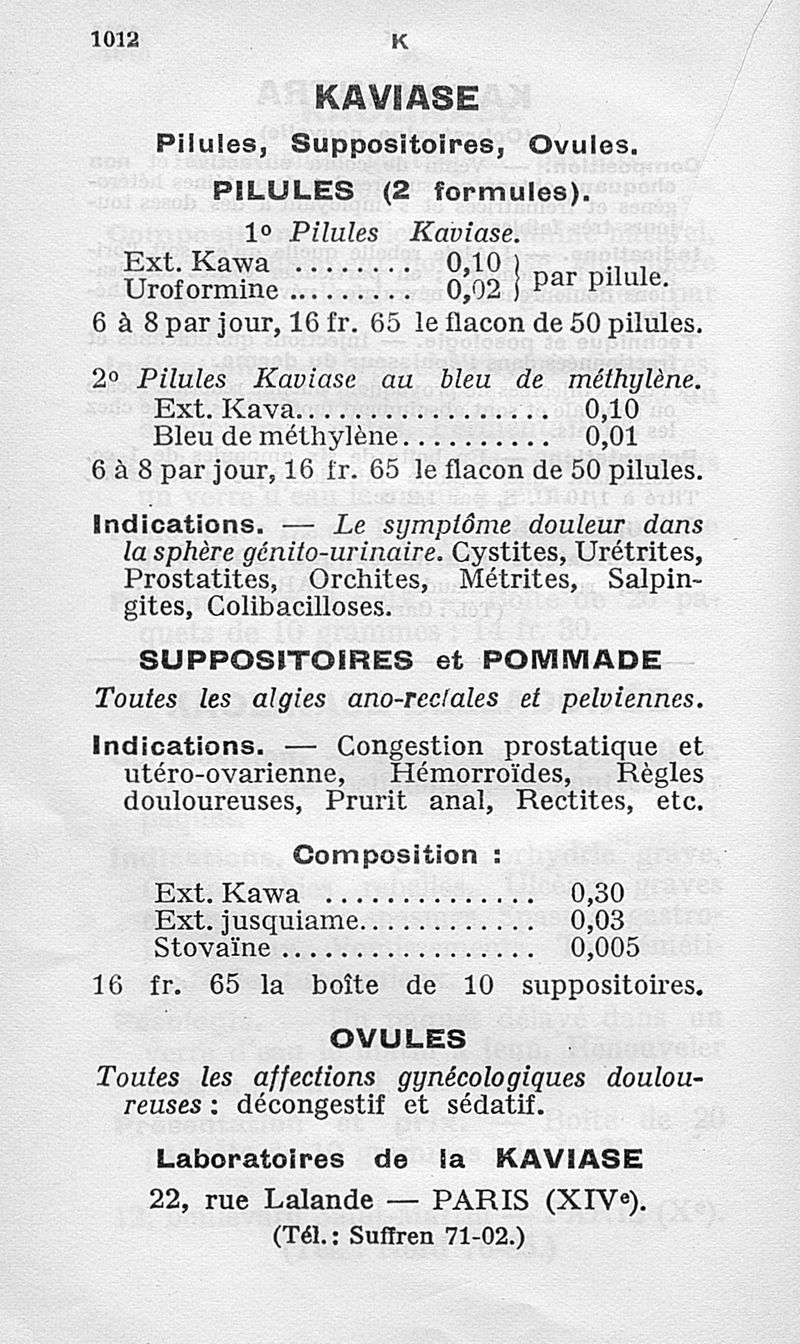 1012 K
KAVIASE
Pilules, Suppositoires, Ovules.
PILULES (2 formules).
1º Pilules Kaviase.
Ext. Kawa ........ 0,10 } par pilule.
Uroformine ........ 0,02
6 à 8 par jour, 16 fr. 65 le flacon de 50 pilules.
2º Pilules Kaviase au bleu de méthylène.
Ext. Kava................ 0,10
Bleu de méthylène.......... 0,01
6 à 8 par jour, 16 fr. 65 le flacon de 50 pilules.
Indications. — Le symptôme douleur dans
la sphère génito-urinaire. Cystites, Urétrites,
Prostatites, Orchites, Métrites, Salpin-
gites, Colibacilloses.
SUPPOSITOIRES et POMMADE
Toutes les algies ano-rectales et pelviennes.
Indications. — Congestion prostatique et
utéro-ovarienne, Hémorroïdes, Règles
douloureuses, Prurit anal, Rectites, etc.
Composition :
Ext. Kawa .............. 0,30
Ext. jusquiame............ 0,03
Stovaïne ................. 0,005
16 fr. 65 la boîte de 10 suppositoires.
OVULES
Toutes les affections gynécologiques doulou-
reuses : décongestif et sédatif.
Laboratoires de la KAVIASE
22, rue Lalande — PARIS (XIVe).
(Tél. : Suffren 71-02.)